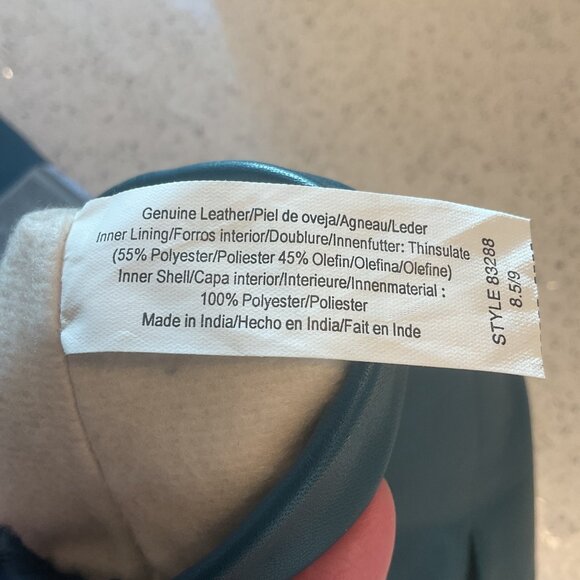 Genuine Leather/Piel de oveja/Agneau/Leder
Inner Lining/Forros interior/Doublure/Innenfutter: Thinsulate
(55% Polyester/Poliester 45% Olefin/Olefina/Olefine)
Inner Shell/Capa interior/Interieure/Innenmaterial :
100% Polyester/Poliester
Made in India/Hecho en India/Fait en Inde
STYLE 83288
8.5/9